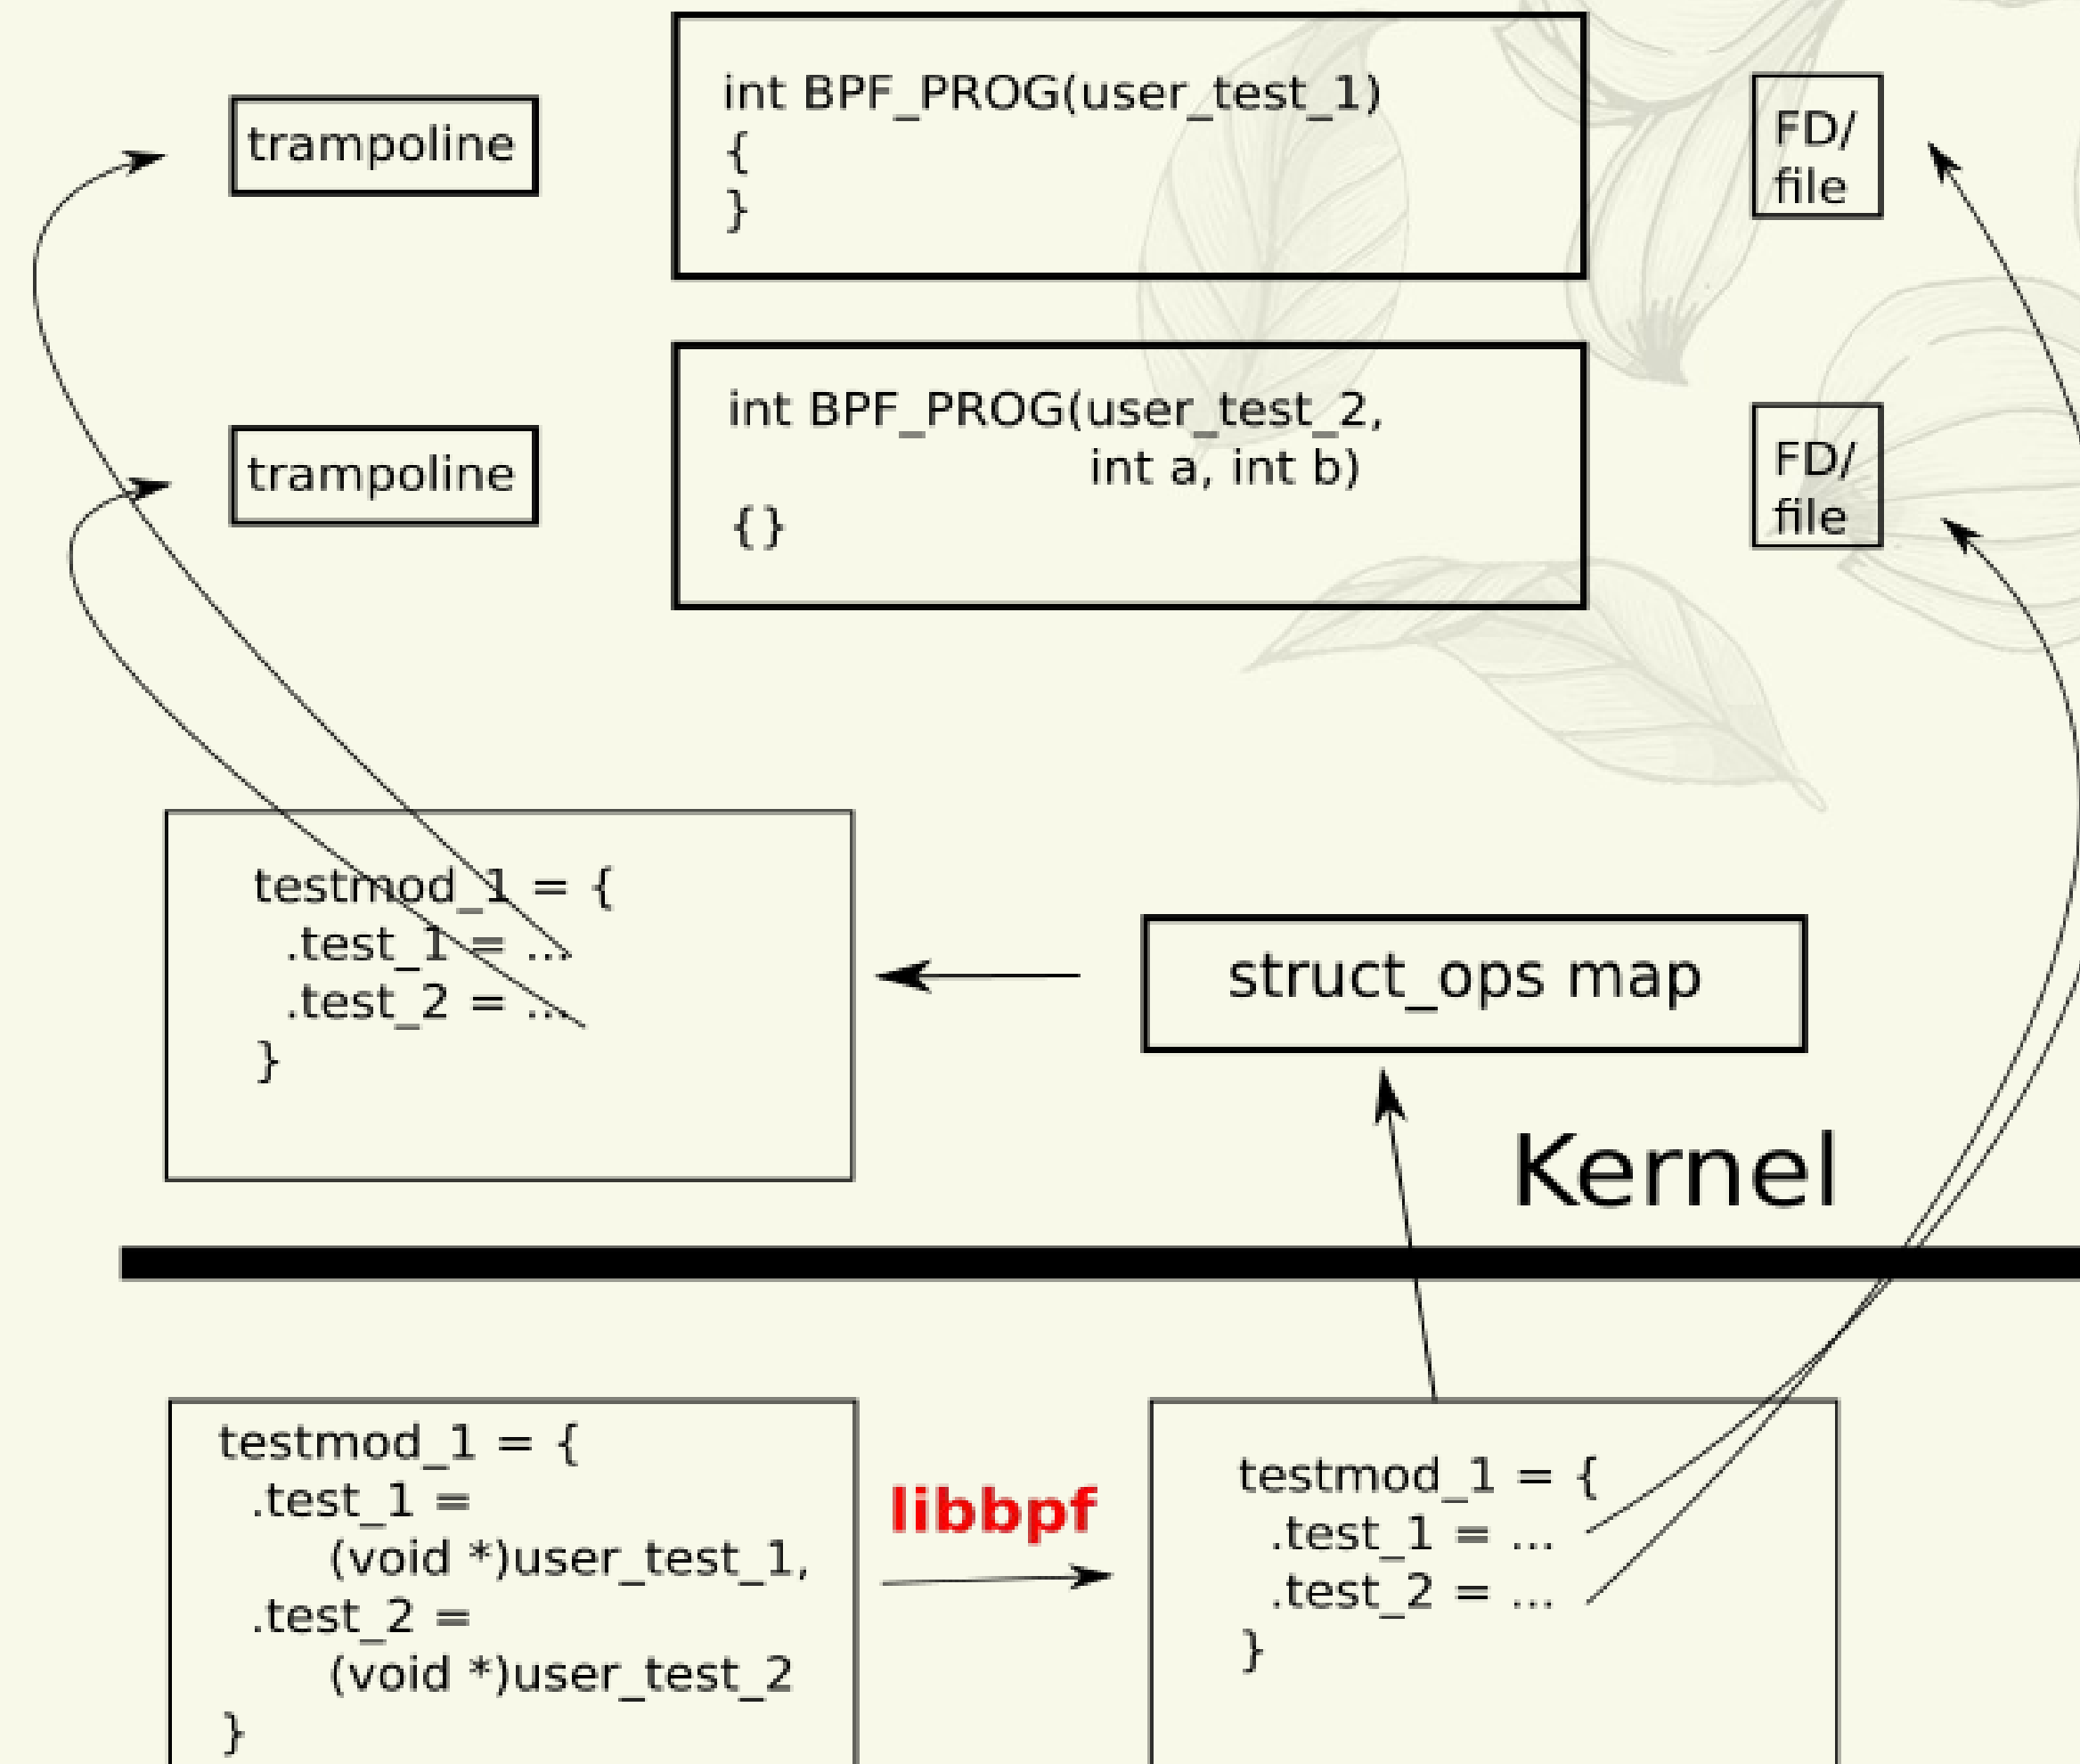 trampoline
int BPF_PROG(user_test_1)
{
}
FD/
file
trampoline
int BPF_PROG(user_test_2,
int a, int b)
{}
FD/
file
testmod_1 = {
.test_1 = ...
.test_2 = ...
}
struct_ops map
Kernel
testmod_1 = {
.test_1 =
(void *)user_test_1,
.test_2 =
(void *)user_test_2
}
libbpf
testmod_1 = {
.test_1 = ...
.test_2 = ...
}